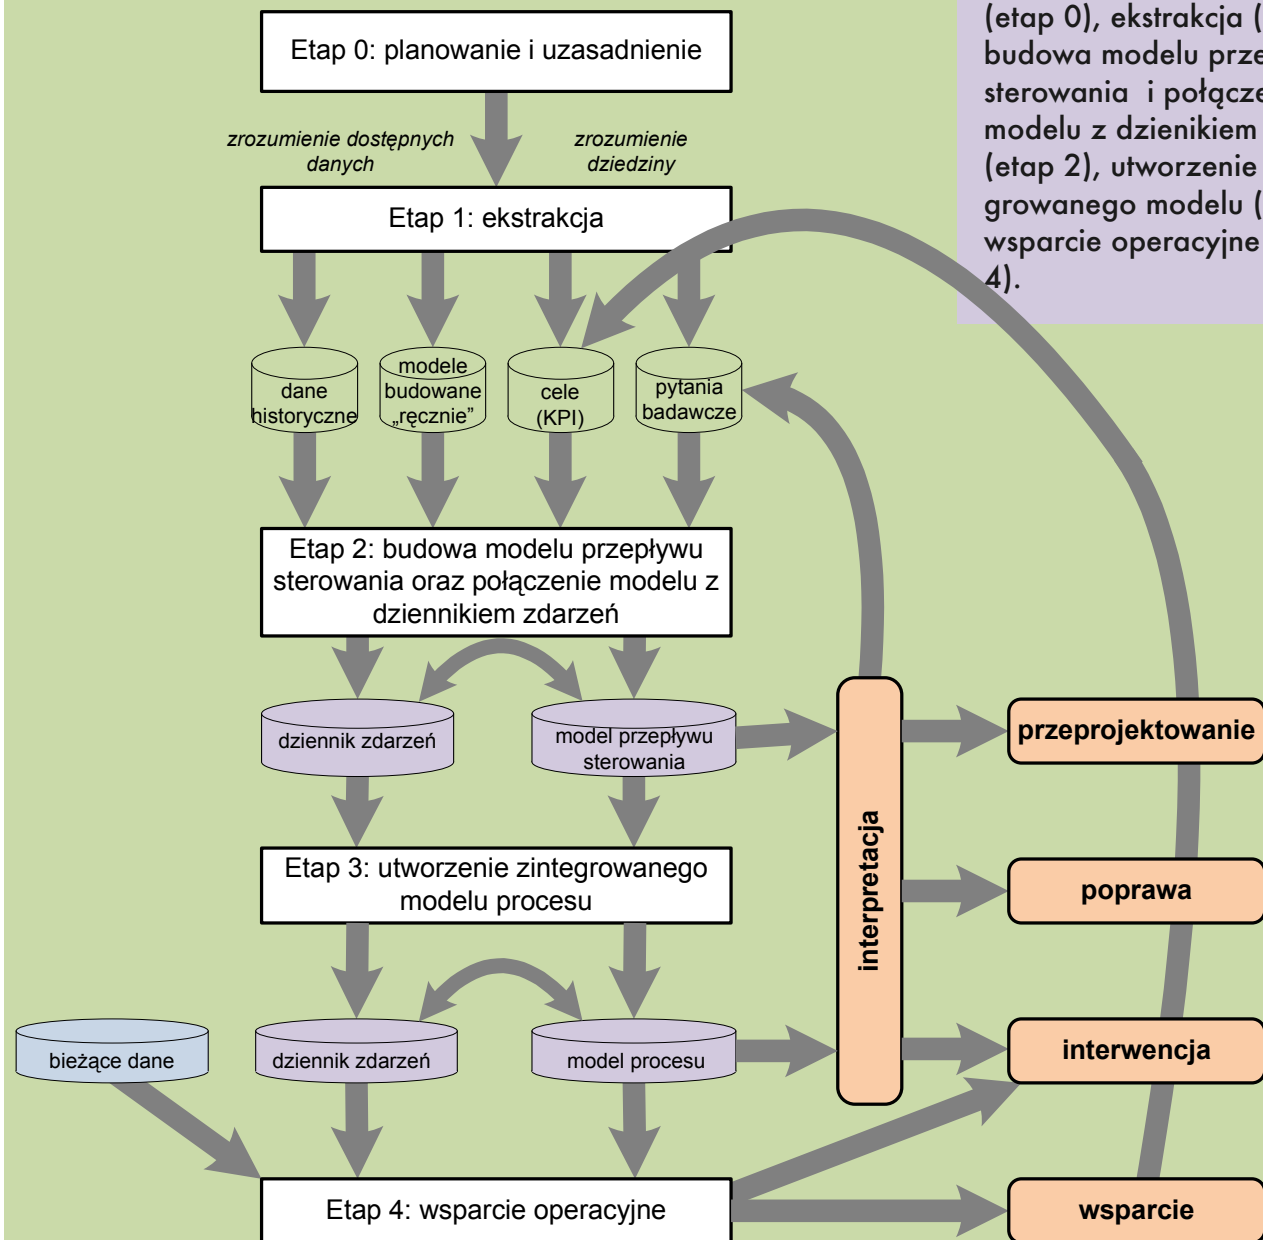 (etap 0), ekstrakcja (
budowa modelu prze
sterowania i połącze
modelu z dzienikiem
(etap 2), utworzenie
growanego modelu (
wsparcie operacyjne
4).
Etap 0: planowanie i uzasadnienie
zrozumienie dostępnych
danych
zrozumienie
dziedziny
Etap 1: ekstrakcja
dane
historyczne
modele
budowane
„ręcznie”
cele
(KPI)
pytania
badawcze
Etap 2: budowa modelu przepływu
sterowania oraz połączenie modelu z
dziennikiem zdarzeń
dziennik zdarzeń
model przepływu
sterowania
interpretacja
przeprojektowanie
Etap 3: utworzenie zintegrowanego
modelu procesu
poprawa
bieżące dane
dziennik zdarzeń
model procesu
interwencja
Etap 4: wsparcie operacyjne
wsparcie